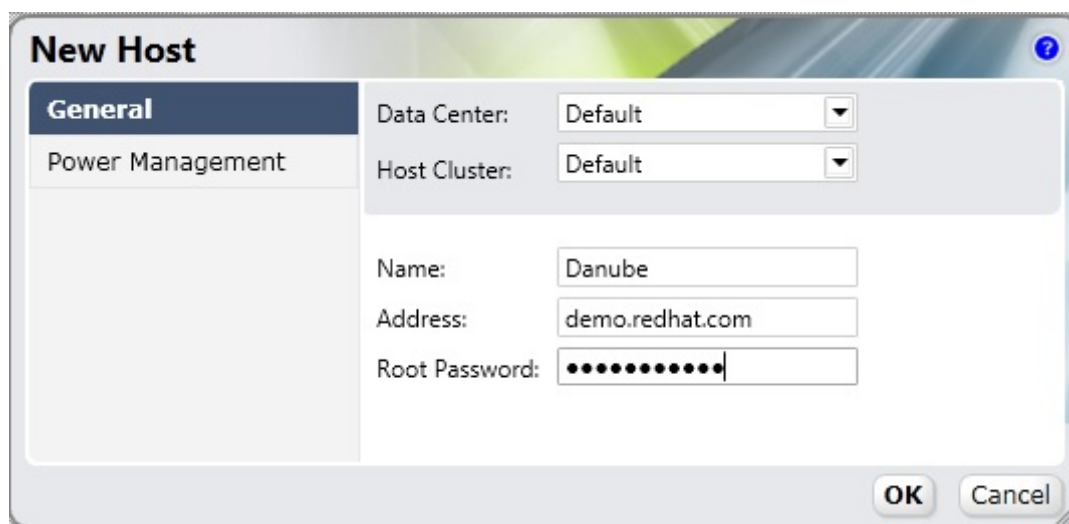 New Host
?
General
Power Management
Data Center: Default
Host Cluster: Default
Name: Danube
Address: demo.redhat.com
Root Password: ●●●●●●●●●●●
OK Cancel